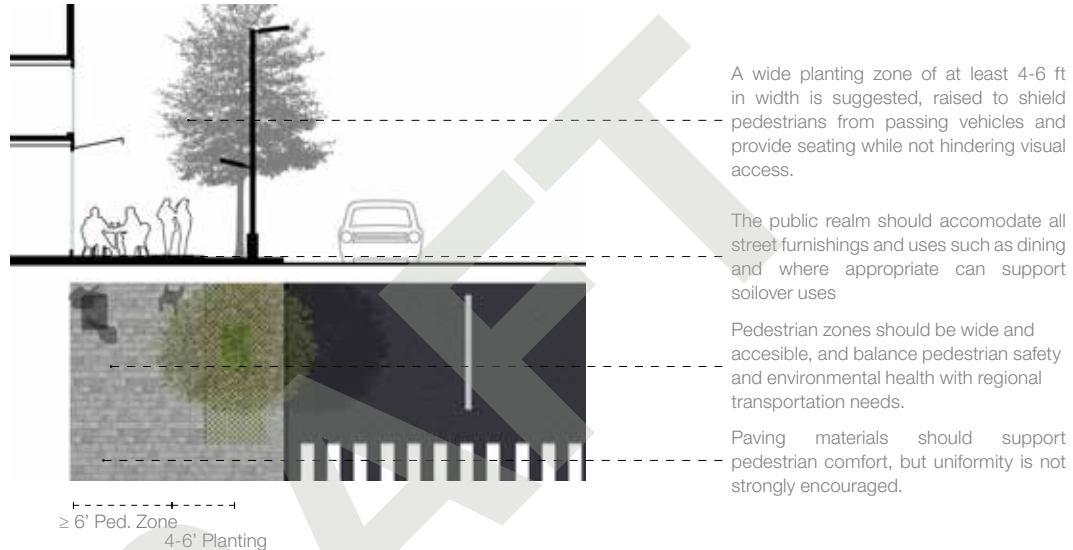 A wide planting zone of at least 4-6 ft
in width is suggested, raised to shield
pedestrians from passing vehicles and
provide seating while not hindering visual
access.
The public realm should accomodate all
street furnishings and uses such as dining
and where appropriate can support
soilover uses
Pedestrian zones should be wide and
accesible, and balance pedestrian safety
and environmental health with regional
transportation needs.
Paving materials should support
pedestrian comfort, but uniformity is not
strongly encouraged.
≥ 6' Ped. Zone
4-6' Planting